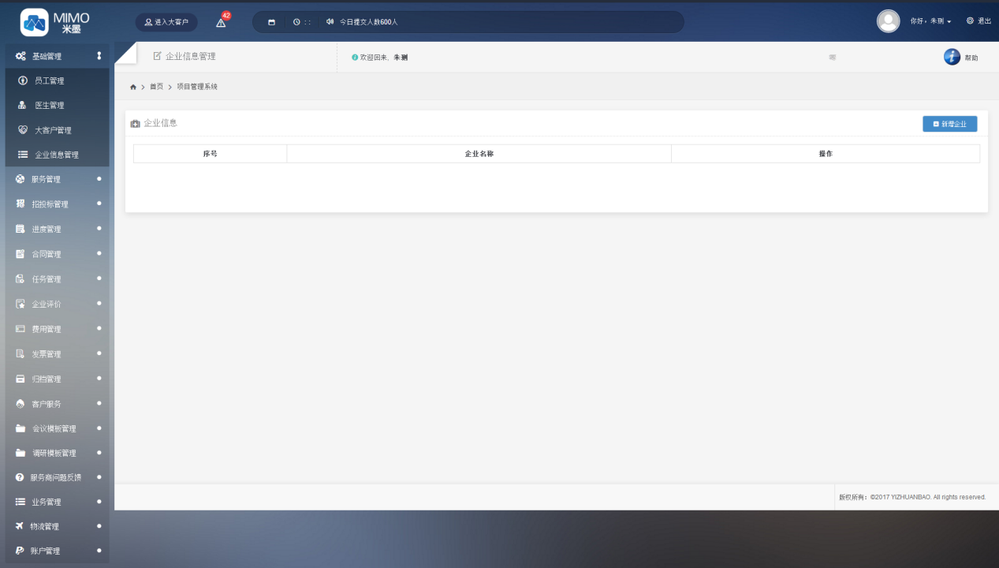 MIMO
米墨
进入大客户
42
: :
今日提交人数600人
你好，朱测
退出
基础管理
员工管理
医生管理
大客户管理
企业信息管理
服务管理
招投标管理
进度管理
合同管理
任务管理
企业评价
费用管理
发票管理
归档管理
客户服务
会议模板管理
调研模板管理
服务商问题反馈
业务管理
物流管理
账户管理
企业信息管理
欢迎回来, 朱测
帮助
首页
项目管理系统
企业信息
新增企业
序号
企业名称
操作
版权所有：©2017 YIZHUANBAO. All rights reserved.